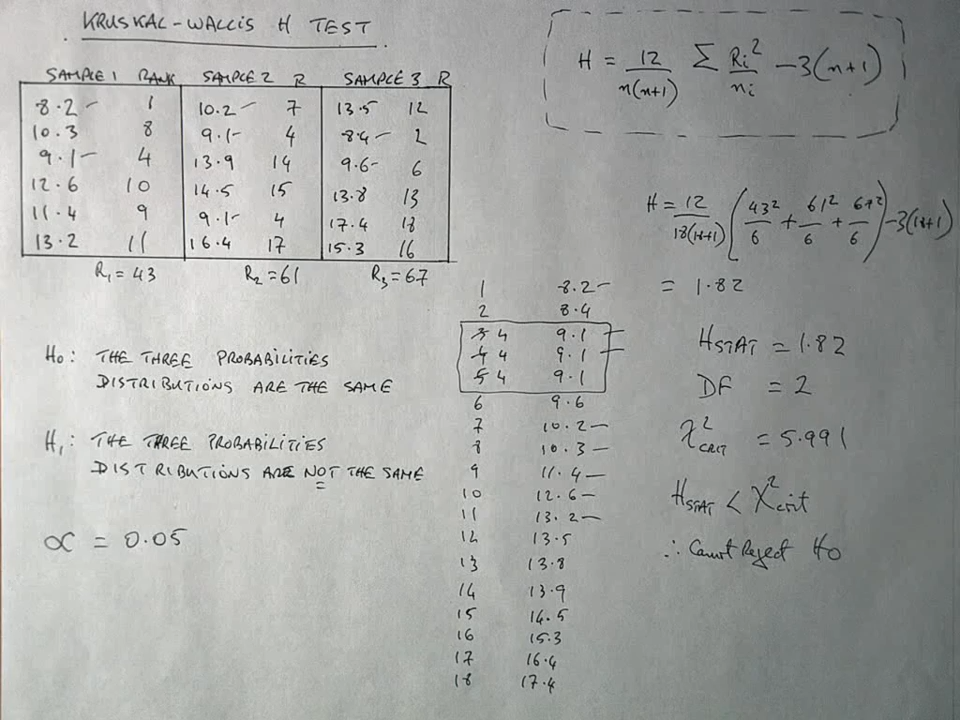 KRUSKAL-WALLIS H TEST
SAMPLE 1 RANK SAMPLE 2 R SAMPLE 3 R
8.2 – 1 10.2 – 7 13.5 12
10.3 8 9.1 – 4 8.4 – 2
9.1 – 4 13.9 14 9.6 – 6
12.6 10 14.5 15 13.8 13
11.4 9 9.1 – 4 17.4 18
13.2 11 16.4 17 15.3 16
R₁ = 43 R₂ = 61 R₃ = 67
H₀: THE THREE PROBABILITIES
DISTRIBUTIONS ARE THE SAME
H₁: THE THREE PROBABILITIES
DISTRIBUTIONS ARE NOT THE SAME
∝ = 0.05
1 8.2 –
2 8.4
3 4 9.1 –
4 4 9.1 –
5 4 9.1
6 9.6
7 10.2 –
8 10.3 –
9 11.4 –
10 12.6 –
11 13.2 –
12 13.5
13 13.8
14 13.9
15 14.5
16 15.3
17 16.4
18 17.4
H = 12/n(n+1) Σ Ri²/ni – 3(n+1)
H = 12/18(18+1) (43²/6 + 61²/6 + 67²/6) – 3(18+1)
= 1.82
HSTAT = 1.82
DF = 2
χ²CRIT = 5.991
HSTAT < χ²crit
∴ Cannot Reject H0